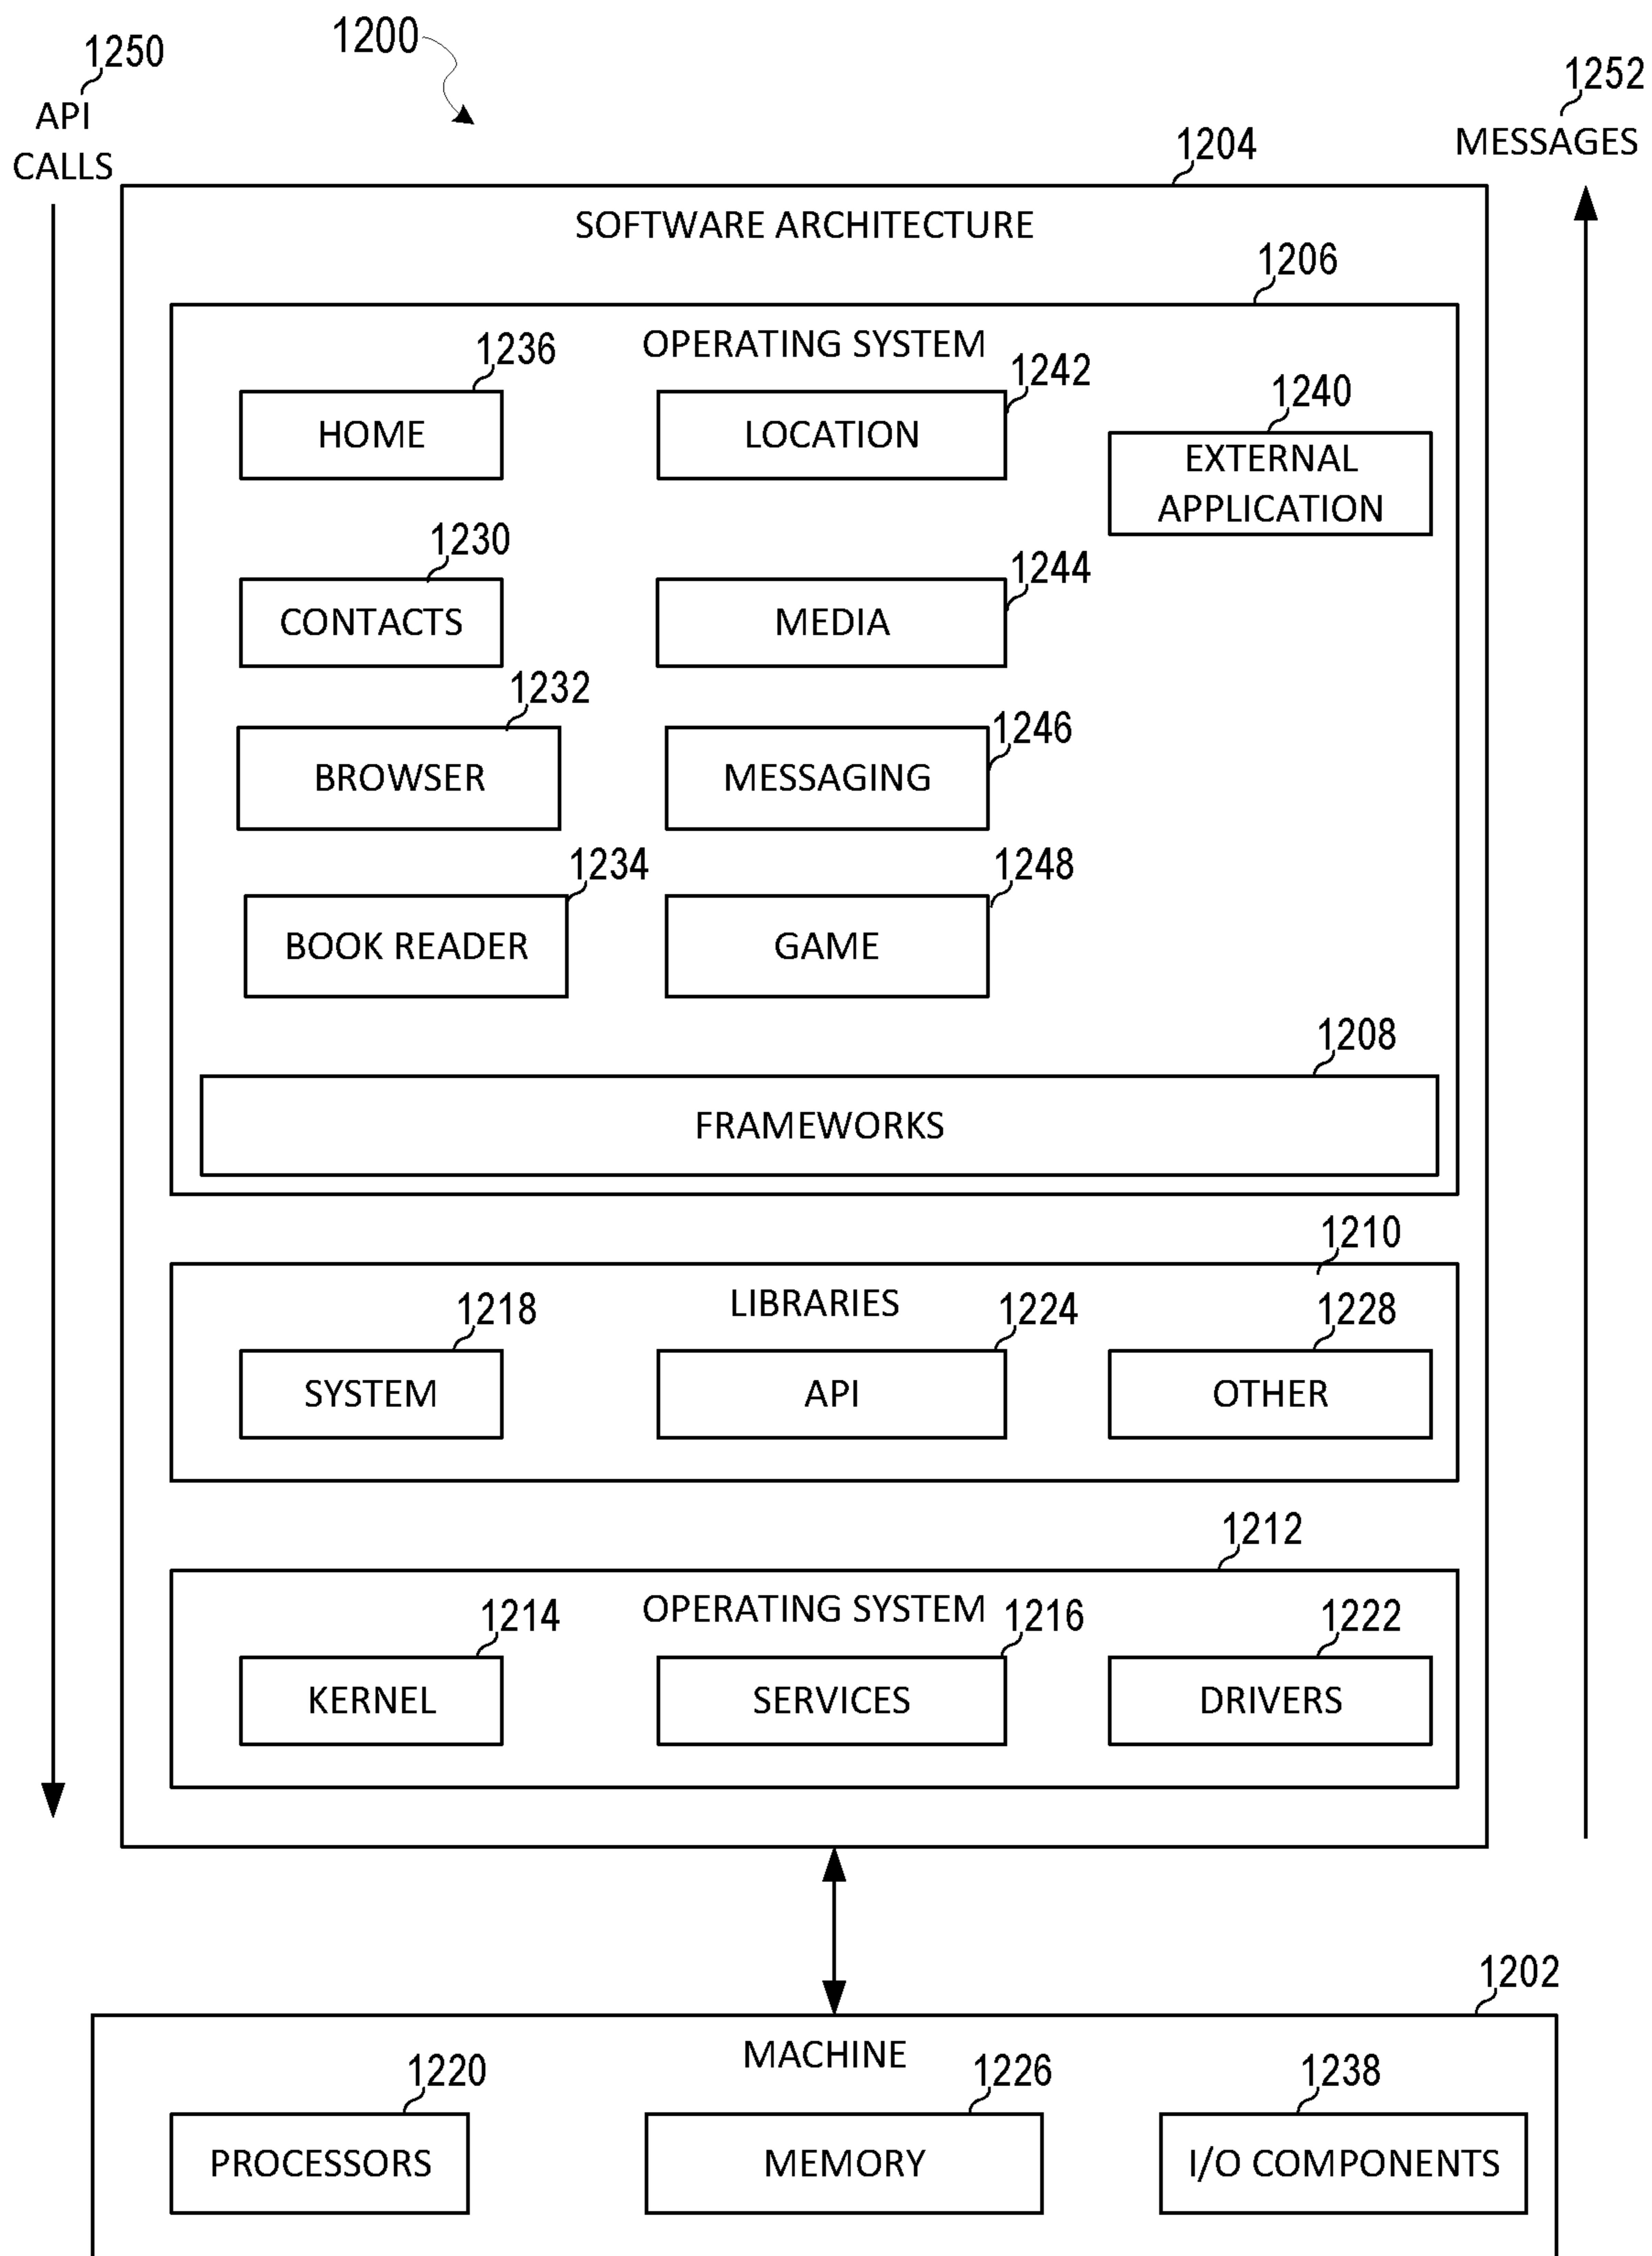 1250
1200
1252
API
CALLS
MESSAGES
1204
SOFTWARE ARCHITECTURE
1206
OPERATING SYSTEM
1236
1242
1240
HOME
LOCATION
EXTERNAL
APPLICATION
1230
1244
CONTACTS
MEDIA
1232
1246
BROWSER
MESSAGING
1234
1248
BOOK READER
GAME
1208
FRAMEWORKS
1210
LIBRARIES
1218
1224
1228
SYSTEM
API
OTHER
1212
OPERATING SYSTEM
1214
1216
1222
KERNEL
SERVICES
DRIVERS
1202
MACHINE
1220
1226
1238
PROCESSORS
MEMORY
I/O COMPONENTS